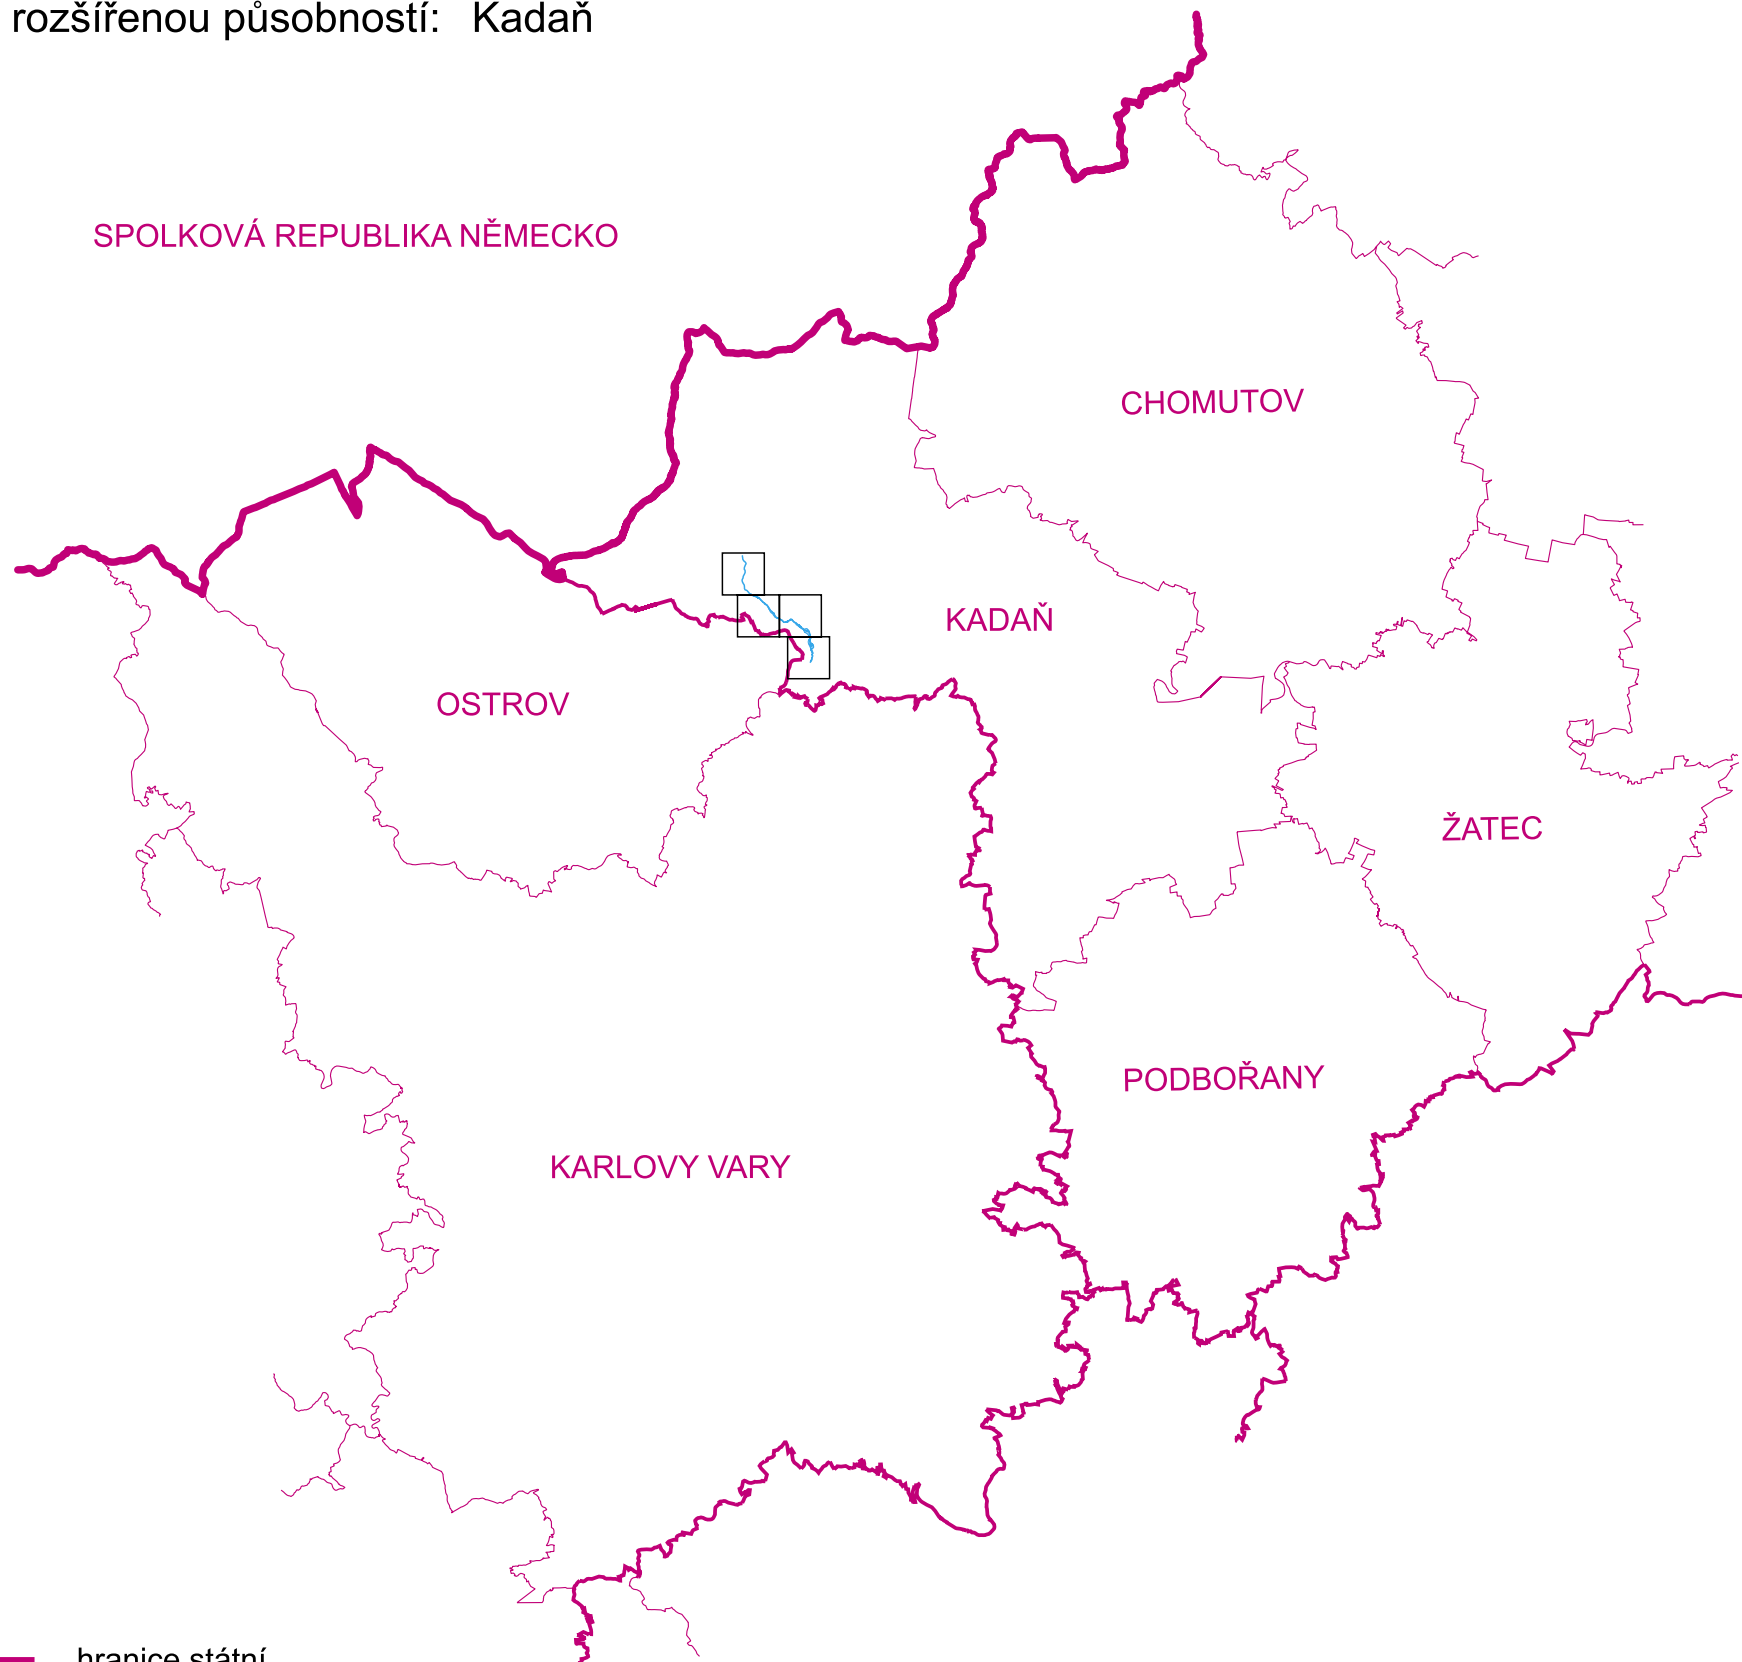 rozšířenou působností: Kadaň
SPOLKOVÁ REPUBLIKA NĚMECKO
CHOMUTOV
KADAŇ
OSTROV
ŽATEC
PODBOŘANY
KARLOVY VARY
hranice státní